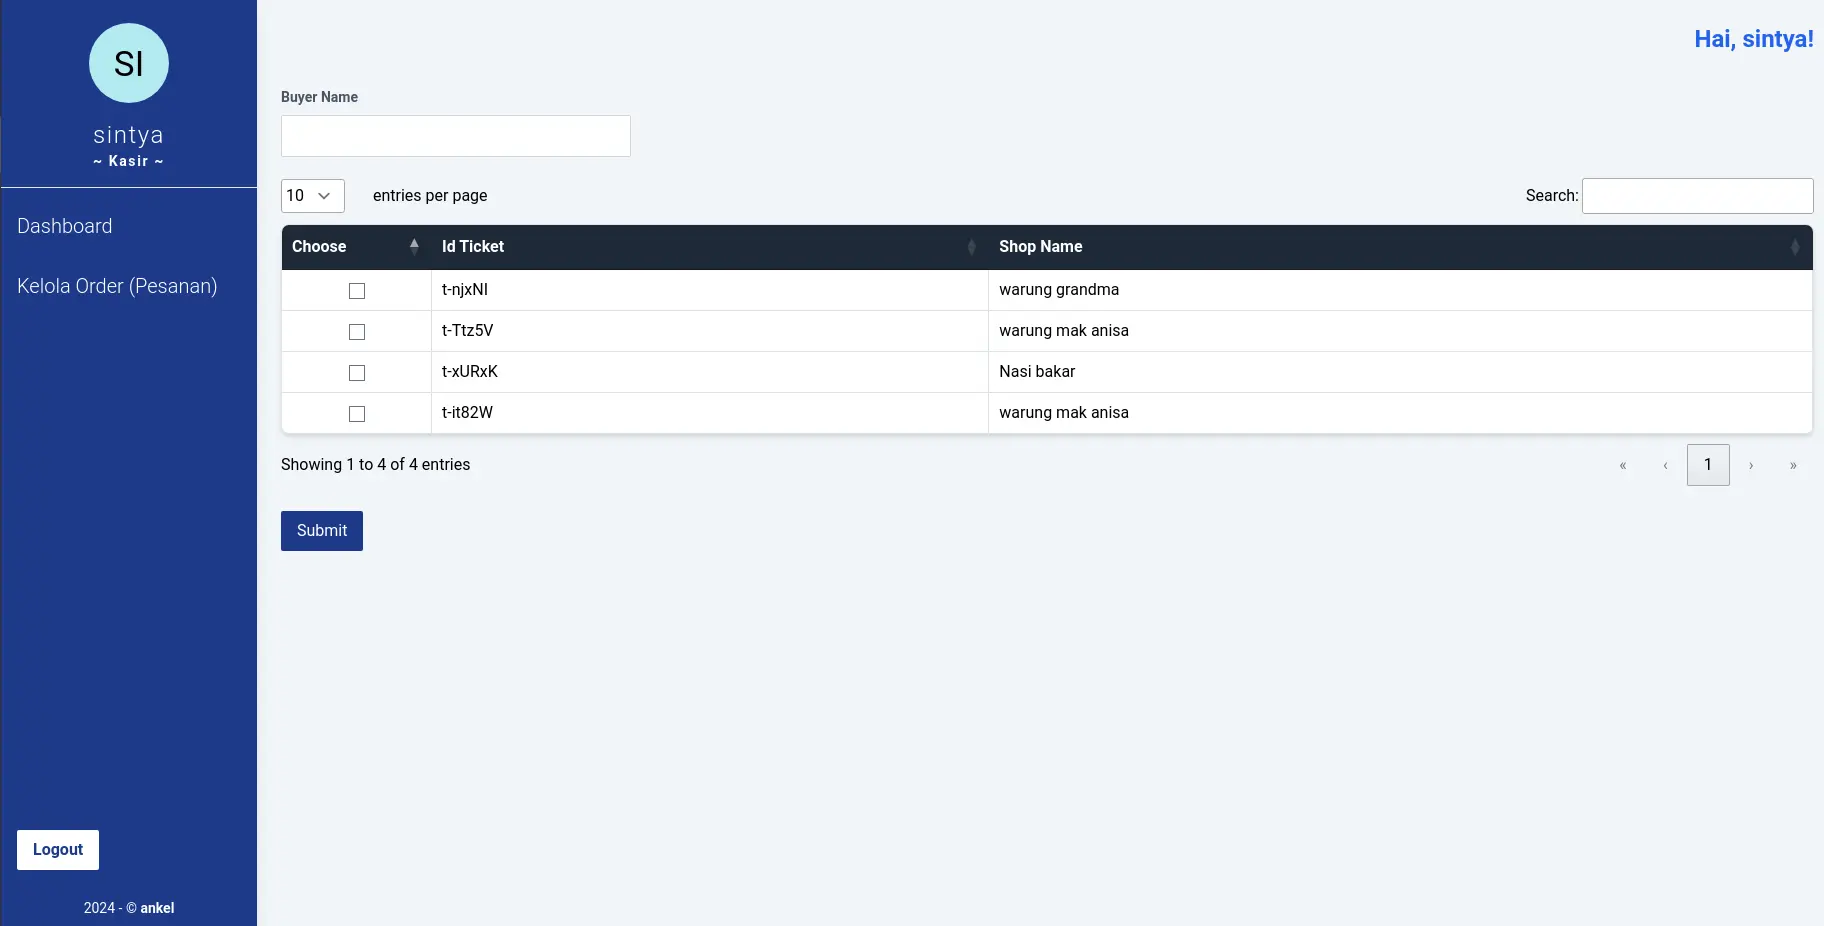 SI
sintya
~ Kasir ~
Dashboard
Kelola Order (Pesanan)
Logout
2024 - © ankel
Hai, sintya!
Buyer Name
10 entries per page
Search:
Choose Id Ticket Shop Name
t-njxNI warung grandma
t-Ttz5V warung mak anisa
t-xURxK Nasi bakar
t-it82W warung mak anisa
Showing 1 to 4 of 4 entries
« ‹ 1 › »
Submit